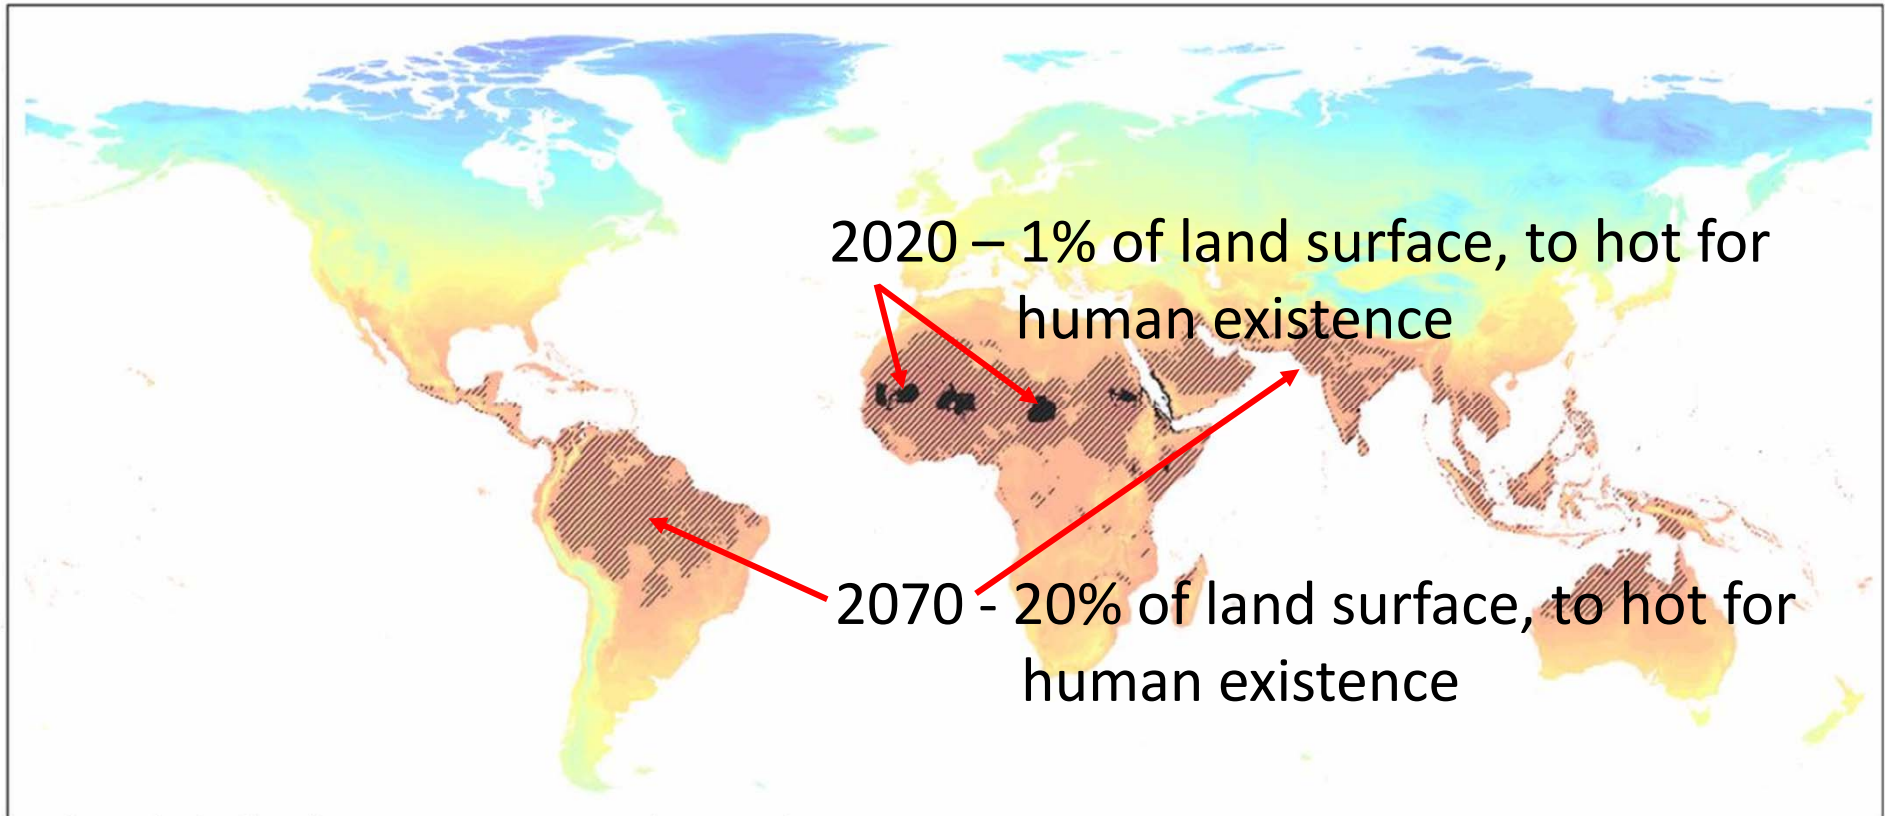 2020 – 1% of land surface, to hot for
human existence
2070 - 20% of land surface, to hot for
human existence